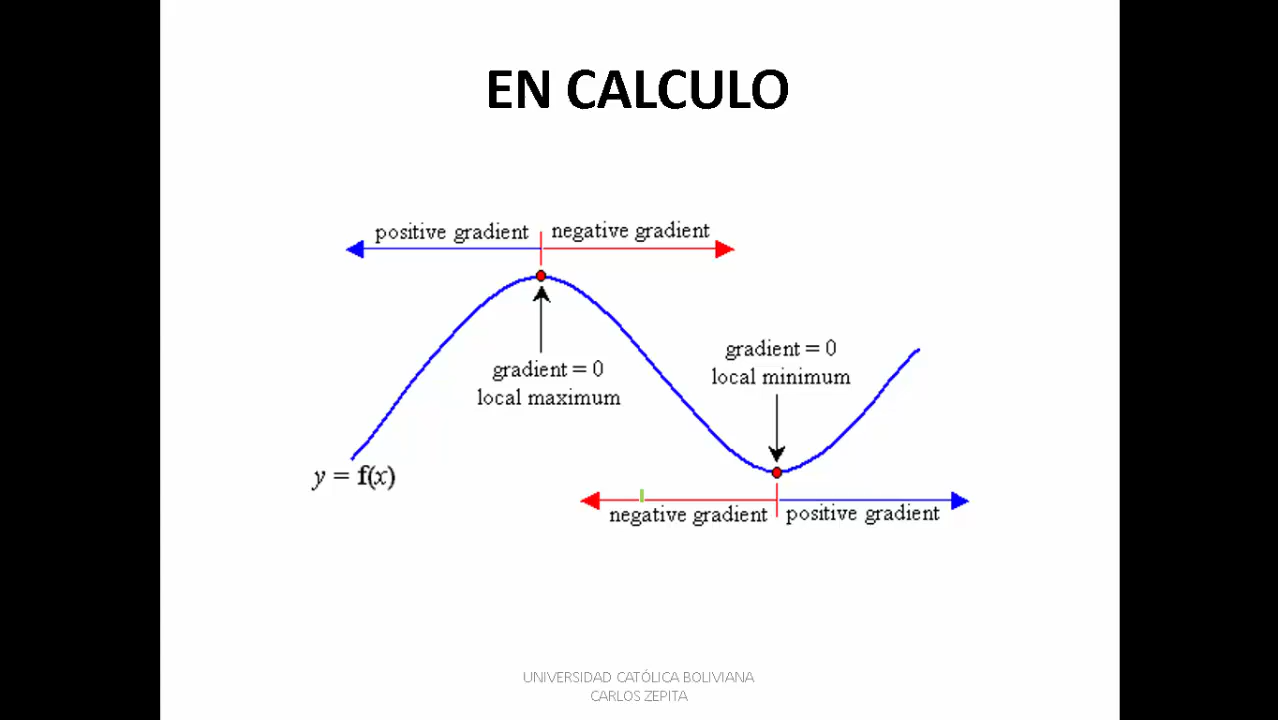 EN CALCULO
positive gradient
negative gradient
gradient = 0
local maximum
gradient = 0
local minimum
y = f(x)
negative gradient
positive gradient
UNIVERSIDAD CATÓLICA BOLIVIANA
CARLOS ZEPITA